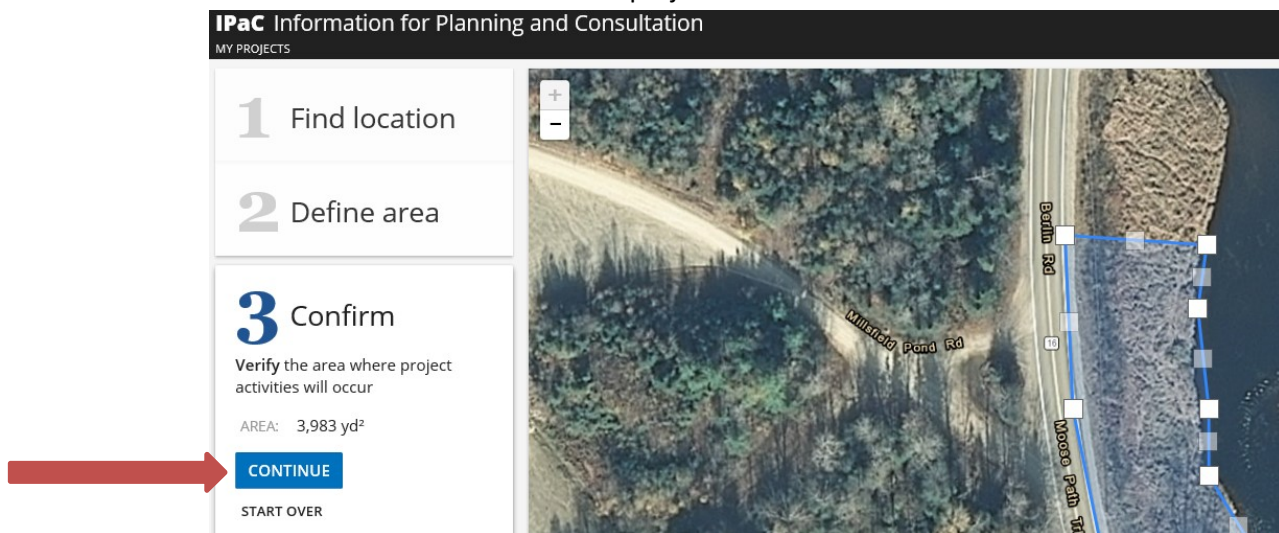 IPaC Information for Planning and Consultation
MY PROJECTS
1 Find location
2 Define area
3 Confirm
Verify the area where project
activities will occur
AREA: 3,983 yd²
CONTINUE
START OVER
+
−
Berlin Rd
Millsfield Pond Rd
16
Moose Path